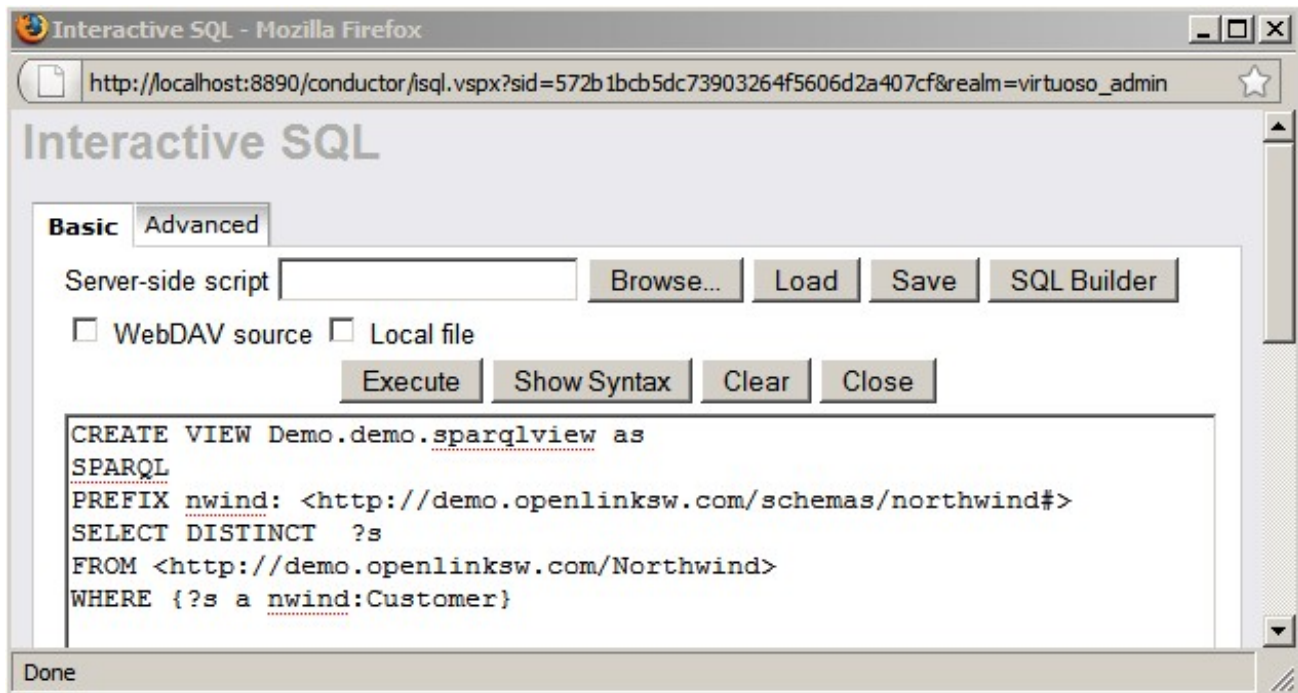 Interactive SQL - Mozilla Firefox
http://localhost:8890/conductor/isql.vspx?sid=572b1bcb5dc73903264f5606d2a407cf&realm=virtuoso_admin
Interactive SQL
Basic Advanced
Server-side script Browse... Load Save SQL Builder
WebDAV source Local file
Execute Show Syntax Clear Close
CREATE VIEW Demo.demo.sparqlview as
SPARQL
PREFIX nwind: <http://demo.openlinksw.com/schemas/northwind#>
SELECT DISTINCT  ?s
FROM <http://demo.openlinksw.com/Northwind>
WHERE {?s a nwind:Customer}
Done